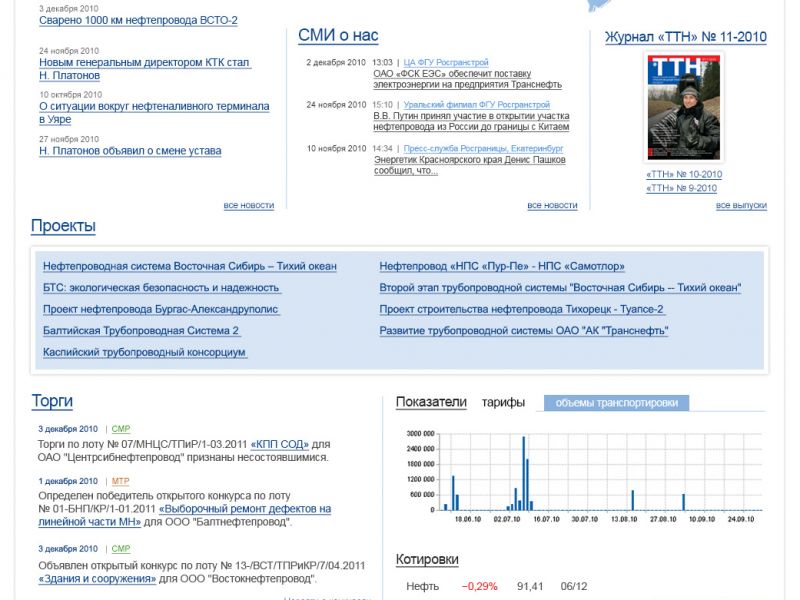 3 декабря 2010
Сварено 1000 км нефтепровода ВСТО-2
24 ноября 2010
Новым генеральным директором КТК стал
Н. Платонов
10 октября 2010
О ситуации вокруг нефтеналивного терминала
в Уяре
27 ноября 2010
Н. Платонов объявил о смене устава
все новости
СМИ о нас
2 декабря 2010 13:03 | ЦА ФГУ Росгранстрой
ОАО «ФСК ЕЭС» обеспечит поставку
электроэнергии на предприятия Транснефть
24 ноября 2010 15:10 | Уральский филиал ФГУ Росгранстрой
В.В. Путин принял участие в открытии участка
нефтепровода из России до границы с Китаем
10 ноября 2010 14:34 | Пресс-служба Росграницы, Екатеринбург
Энергетик Красноярского края Денис Пашков
сообщил, что...
все новости
Журнал «ТТН» № 11-2010
ТТН
«ТТН» № 10-2010
«ТТН» № 9-2010
все выпуски
Проекты
Нефтепроводная система Восточная Сибирь – Тихий океан
БТС: экологическая безопасность и надежность
Проект нефтепровода Бургас-Александруполис
Балтийская Трубопроводная Система 2
Каспийский трубопроводный консорциум
Нефтепровод «НПС «Пур-Пе» - НПС «Самотлор»
Второй этап трубопроводной системы "Восточная Сибирь -- Тихий океан"
Проект строительства нефтепровода Тихорецк - Туапсе-2
Развитие трубопроводной системы ОАО "АК "Транснефть"
Торги
3 декабря 2010 | СМР
Торги по лоту № 07/МНЦС/ТПиР/1-03.2011 «КПП СОД» для
ОАО "Центрсибнефтепровод" признаны несостоявшимися.
1 декабря 2010 | МТР
Определен победитель открытого конкурса по лоту
№ 01-БНП/КР/1-01.2011 «Выборочный ремонт дефектов на
линейной части МН» для ООО "Балтнефтепровод".
3 декабря 2010 | СМР
Объявлен открытый конкурс по лоту № 13-/ВСТ/ТПРиКР/7/04.2011
«Здания и сооружения» для ООО "Востокнефтепровод".
Показатели тарифы объемы транспортировки
3000 000
2400 000
1800 000
1200 000
600 000
0
18.06.10 02.07.10 16.07.10 30.07.10 13.08.10 27.08.10 10.09.10 24.09.10
Котировки
Нефть −0,29% 91,41 06/12